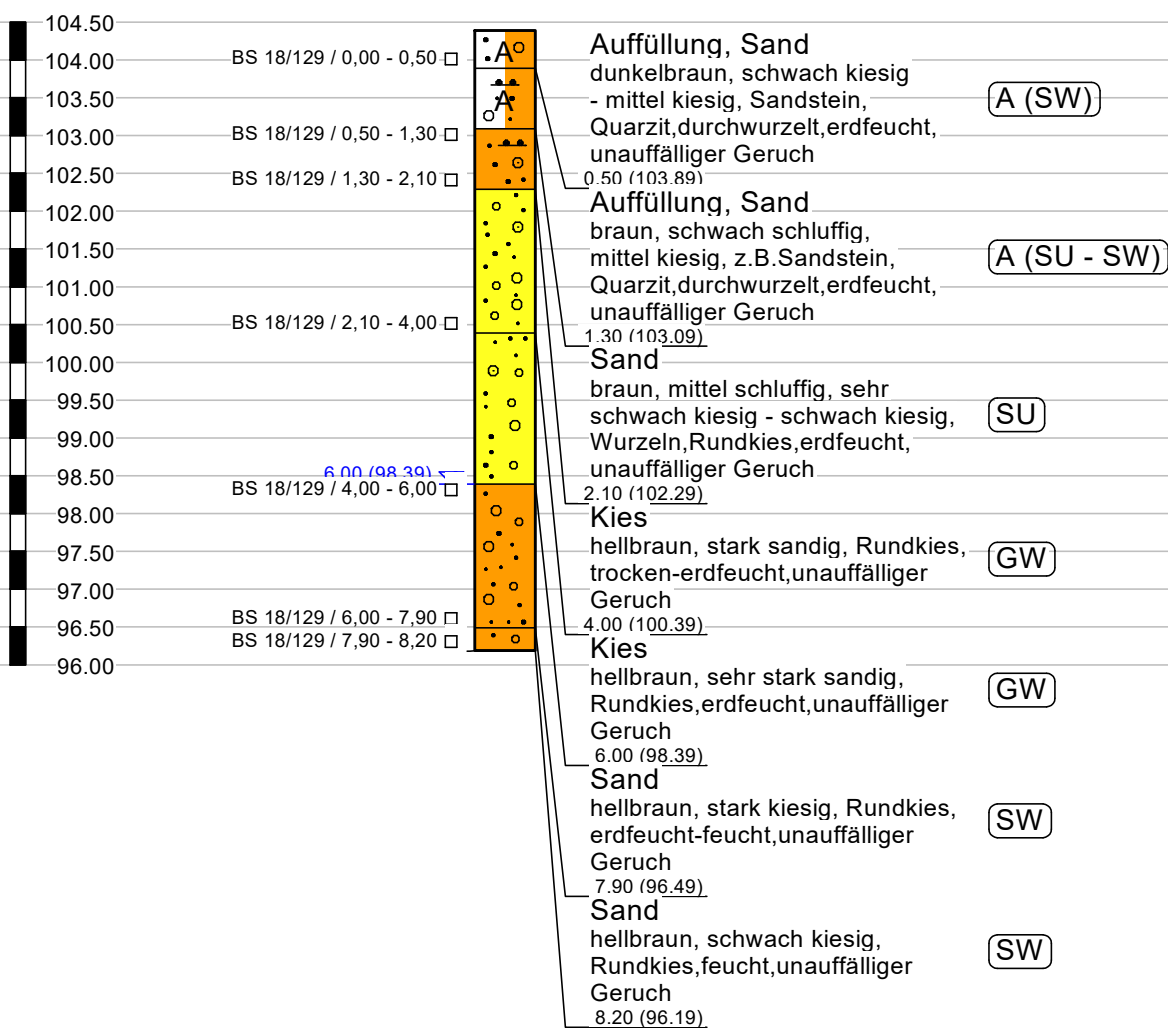 104.50
104.00
103.50
103.00
102.50
102.00
101.50
101.00
100.50
100.00
99.50
99.00
98.50
98.00
97.50
97.00
96.50
96.00
BS 18/129 / 0,00 - 0,50
BS 18/129 / 0,50 - 1,30
BS 18/129 / 1,30 - 2,10
BS 18/129 / 2,10 - 4,00
6.00 (98.39)
BS 18/129 / 4,00 - 6,00
BS 18/129 / 6,00 - 7,90
BS 18/129 / 7,90 - 8,20
A
A
Auffüllung, Sand
dunkelbraun, schwach kiesig
- mittel kiesig, Sandstein,
Quarzit,durchwurzelt,erdfeucht,
unauffälliger Geruch
0.50 (103.89)
A (SW)
Auffüllung, Sand
braun, schwach schluffig,
mittel kiesig, z.B.Sandstein,
Quarzit,durchwurzelt,erdfeucht,
unauffälliger Geruch
1.30 (103.09)
A (SU - SW)
Sand
braun, mittel schluffig, sehr
schwach kiesig - schwach kiesig,
Wurzeln,Rundkies,erdfeucht,
unauffälliger Geruch
2.10 (102.29)
SU
Kies
hellbraun, stark sandig, Rundkies,
trocken-erdfeucht,unauffälliger
Geruch
4.00 (100.39)
GW
Kies
hellbraun, sehr stark sandig,
Rundkies,erdfeucht,unauffälliger
Geruch
6.00 (98.39)
GW
Sand
hellbraun, stark kiesig, Rundkies,
erdfeucht-feucht,unauffälliger
Geruch
7.90 (96.49)
SW
Sand
hellbraun, schwach kiesig,
Rundkies,feucht,unauffälliger
Geruch
8.20 (96.19)
SW